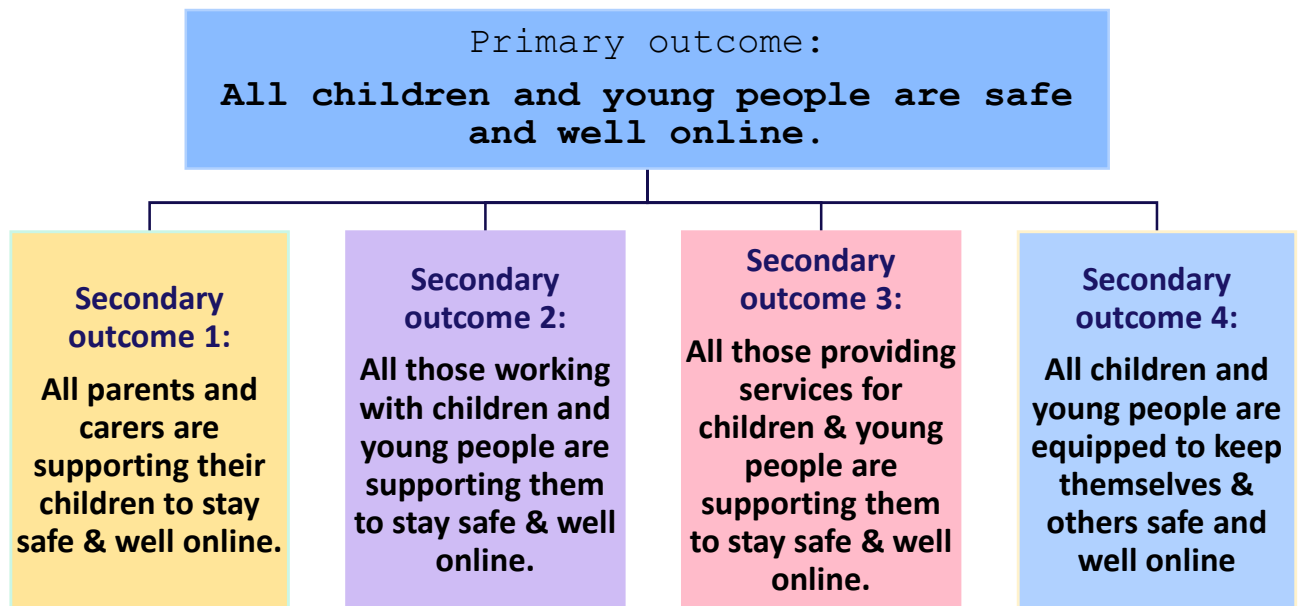 Primary outcome:
All children and young people are safe
and well online.
Secondary
outcome 1:
All parents and
carers are
supporting their
children to stay
safe & well online.
Secondary
outcome 2:
All those working
with children and
young people are
supporting them
to stay safe & well
online.
Secondary
outcome 3:
All those providing
services for
children & young
people are
supporting them
to stay safe & well
online.
Secondary
outcome 4:
All children and
young people are
equipped to keep
themselves &
others safe and
well online